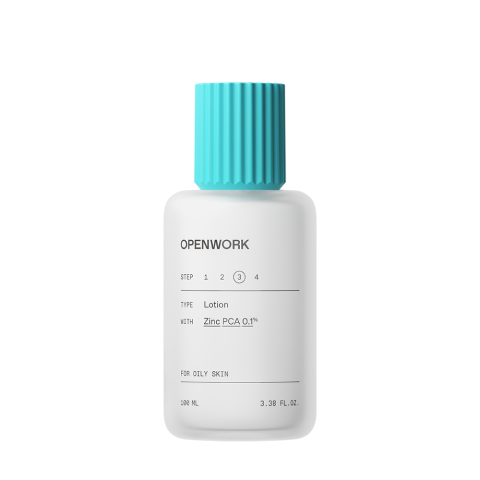 OPENWORK
STEP 1 2 3 4
TYPE Lotion
WITH Zinc PCA 0.1%
FOR OILY SKIN
100 ML 3.38 FL.OZ.